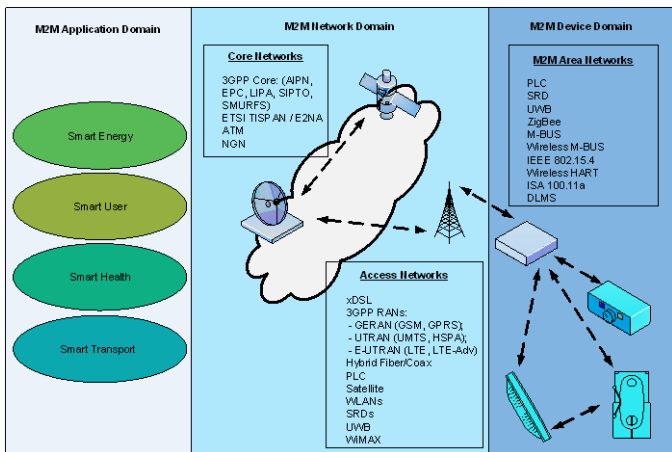 M2M Application Domain
Smart Energy
Smart User
Smart Health
Smart Transport
M2M Network Domain
Core Networks
3GPP Core: (AIPN,
EPC, LIPA, SIPTO,
SMURFS)
ETSI TISPAN / E2NA
ATM
NGN
Access Networks
xDSL
3GPP RANs:
- GERAN (GSM, GPRS);
- UTRAN (UMTS, HSPA);
- E-UTRAN (LTE, LTE-Adv)
Hybrid Fiber/Coax
PLC
Satellite
WLANs
SRDs
UWB
WiMAX
M2M Device Domain
M2M Area Networks
PLC
SRD
UWB
ZigBee
M-BUS
Wireless M-BUS
IEEE 802.15.4
Wireless HART
ISA 100.11a
DLMS